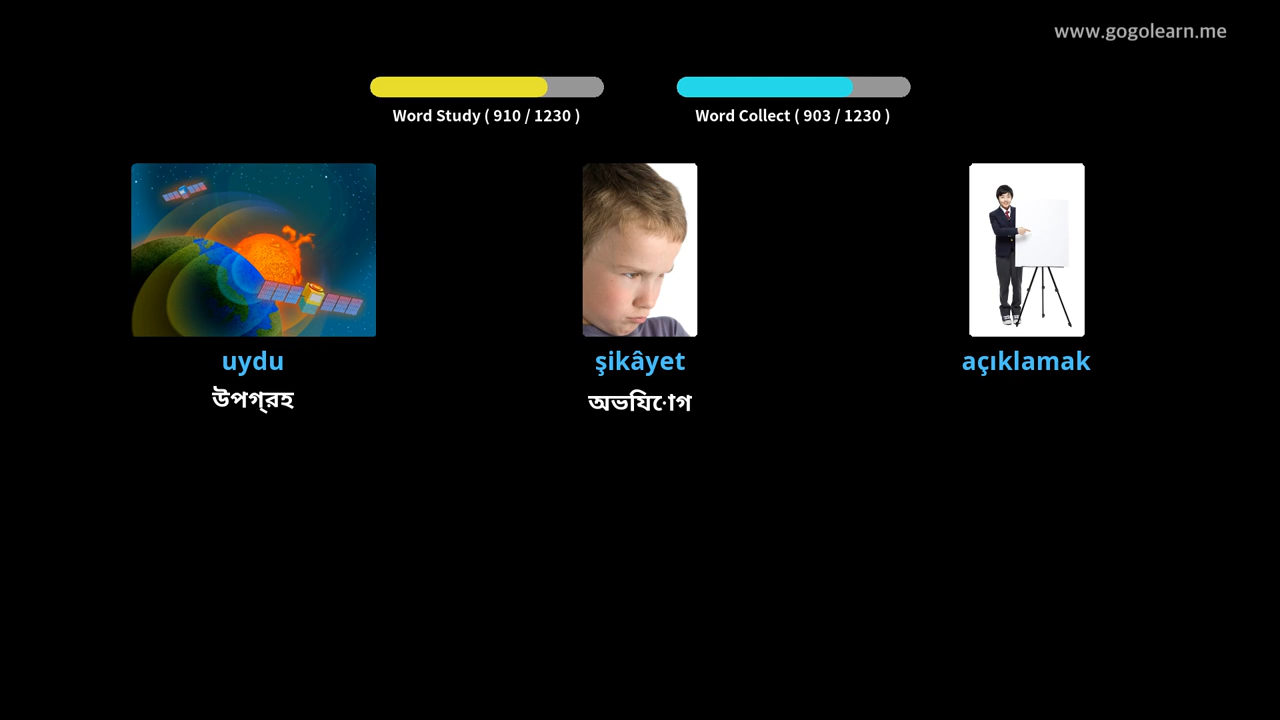 www.gogolearn.me
Word Study ( 910 / 1230 )
Word Collect ( 903 / 1230 )
uydu
şikâyet
açıklamak
উপগ্রহ
অভিযোগ